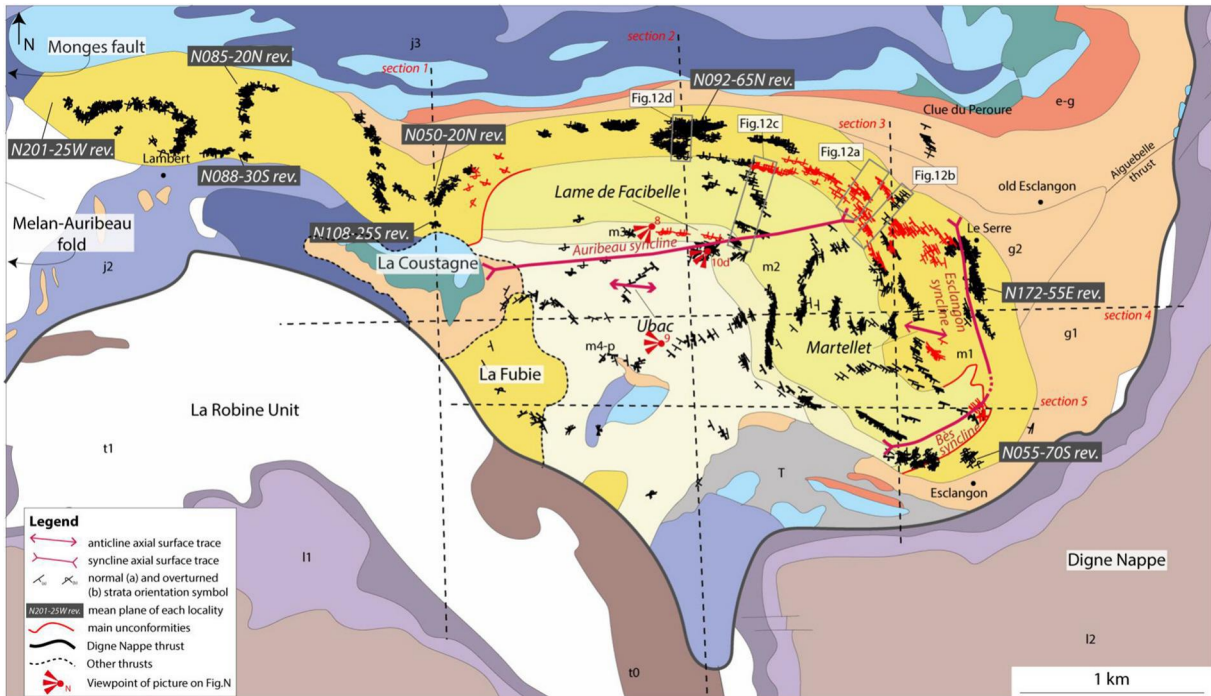 N
Monges fault
N085-20N rev.
j3
section 1
section 2
N092-65N rev.
Fig.12d
Fig.12c
section 3
Clue du Peroure
e-g
Fig.12a
Fig.12b
Aiguebelle
thrust
N050-20N rev.
N201-25W rev.
Lambert
N088-30S rev.
old Esclangon
Lame de Facibelle
Melan-Auribeau
fold
N108-25S rev.
m3
8
Le Serre
g2
Auribeau syncline
10d
j2
La Coustagne
m2
Esclangon
syncline
N172-55E rev.
section 4
Ubac
9
Martellet
g1
m4-p
m1
La Fubie
La Robine Unit
section 5
Bès
syncline
N055-70S rev.
t1
T
Esclangon
Legend
anticline axial surface trace
syncline axial surface trace
normal (a) and overturned
(b) strata orientation symbol
N201-25W rev.
mean plane of each locality
main unconformities
Digne Nappe thrust
Other thrusts
N
Viewpoint of picture on Fig.N
l1
Digne Nappe
l2
t0
1 km